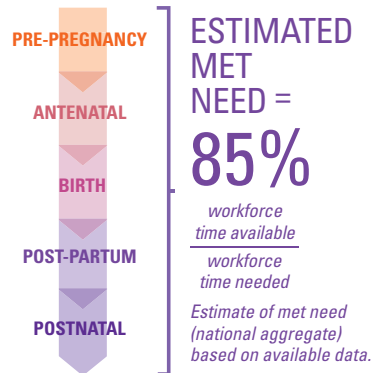 PRE-PREGNANCY
ANTENATAL
BIRTH
POST-PARTUM
POSTNATAL
ESTIMATED
MET
NEED =
85%
workforce
time available
workforce
time needed
Estimate of met need
(national aggregate)
based on available data.